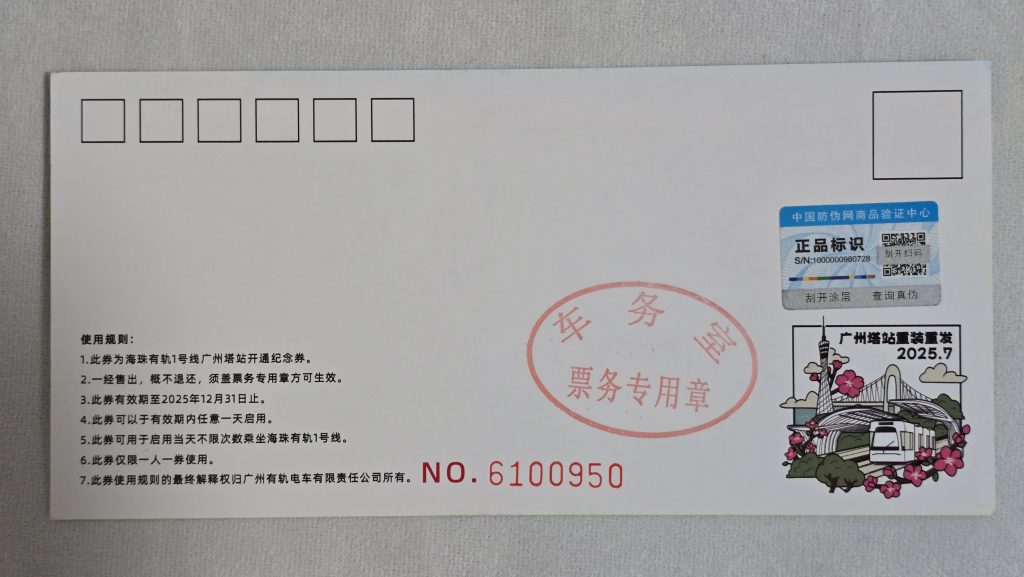 中国防伪网商品验证中心
正品标识
S/N:1000000980728
刮开扫码
刮开涂层 查询真伪
车务室
票务专用章
广州塔站重装重发
2025.7
使用规则：
1.此券为海珠有轨1号线广州塔站开通纪念券。
2.一经售出，概不退还，须盖票务专用章方可生效。
3.此券有效期至2025年12月31日止。
4.此券可以于有效期内任意一天启用。
5.此券可用于启用当天不限次数乘坐海珠有轨1号线。
6.此券仅限一人一券使用。
7.此券使用规则的最终解释权归广州有轨电车有限责任公司所有。
NO. 6100950